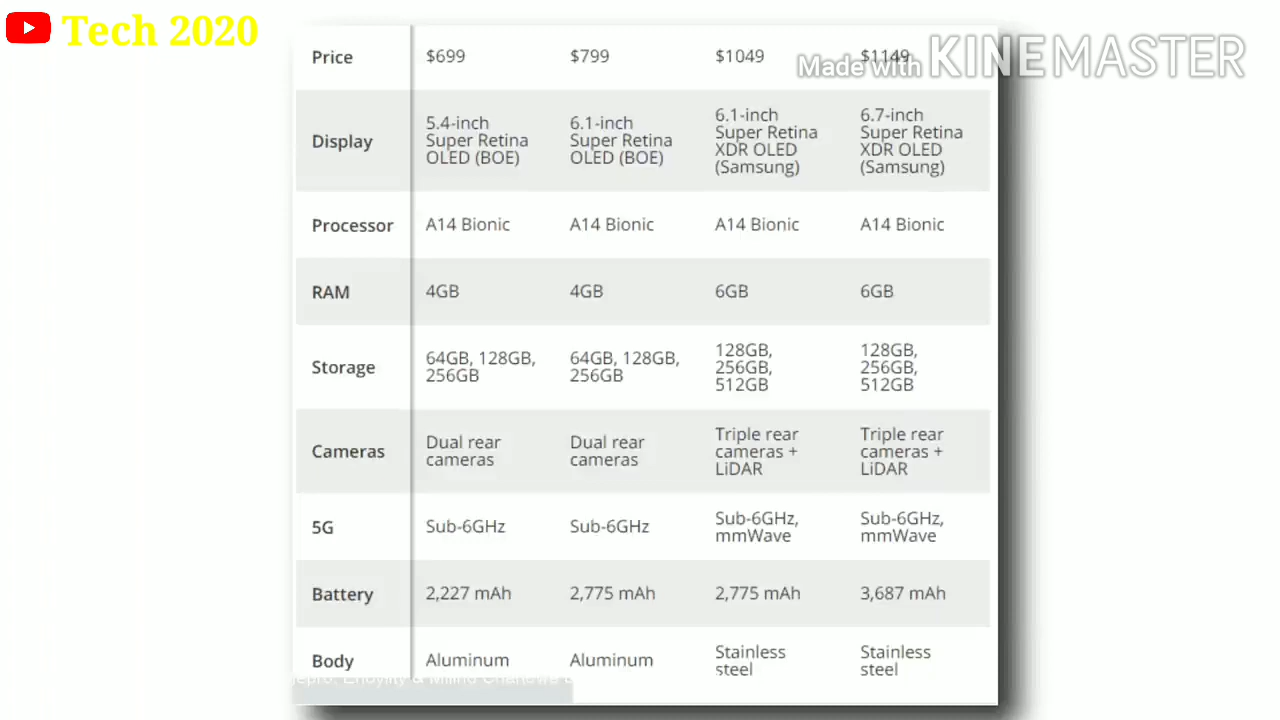 Tech 2020
Made with KINEMASTER
Price $699 $799 $1049 $1149
Display
5.4-inch
Super Retina
OLED (BOE)
6.1-inch
Super Retina
OLED (BOE)
6.1-inch
Super Retina
XDR OLED
(Samsung)
6.7-inch
Super Retina
XDR OLED
(Samsung)
Processor A14 Bionic A14 Bionic A14 Bionic A14 Bionic
RAM 4GB 4GB 6GB 6GB
Storage
64GB, 128GB,
256GB
64GB, 128GB,
256GB
128GB,
256GB,
512GB
128GB,
256GB,
512GB
Cameras
Dual rear
cameras
Dual rear
cameras
Triple rear
cameras +
LiDAR
Triple rear
cameras +
LiDAR
5G
Sub-6GHz
Sub-6GHz
Sub-6GHz,
mmWave
Sub-6GHz,
mmWave
Battery 2,227 mAh 2,775 mAh 2,775 mAh 3,687 mAh
Body
Aluminum
Aluminum
Stainless
steel
Stainless
steel